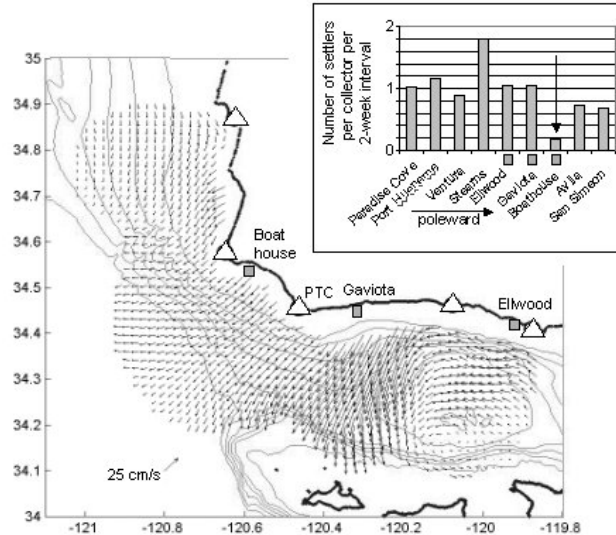 Number of settlers
per collector per
2-week interval
2
1
0
Paradise Cove
Port Hueneme
Ventura
Stearns
Ellwood
Gaviota
Boathouse
Avila
San Simeon
poleward
35
34.9
34.8
34.7
34.6
34.5
34.4
34.3
34.2
34.1
34
Boat
house
PTC
Gaviota
Ellwood
25 cm/s
-121
-120.8
-120.6
-120.4
-120.2
-120
-119.8